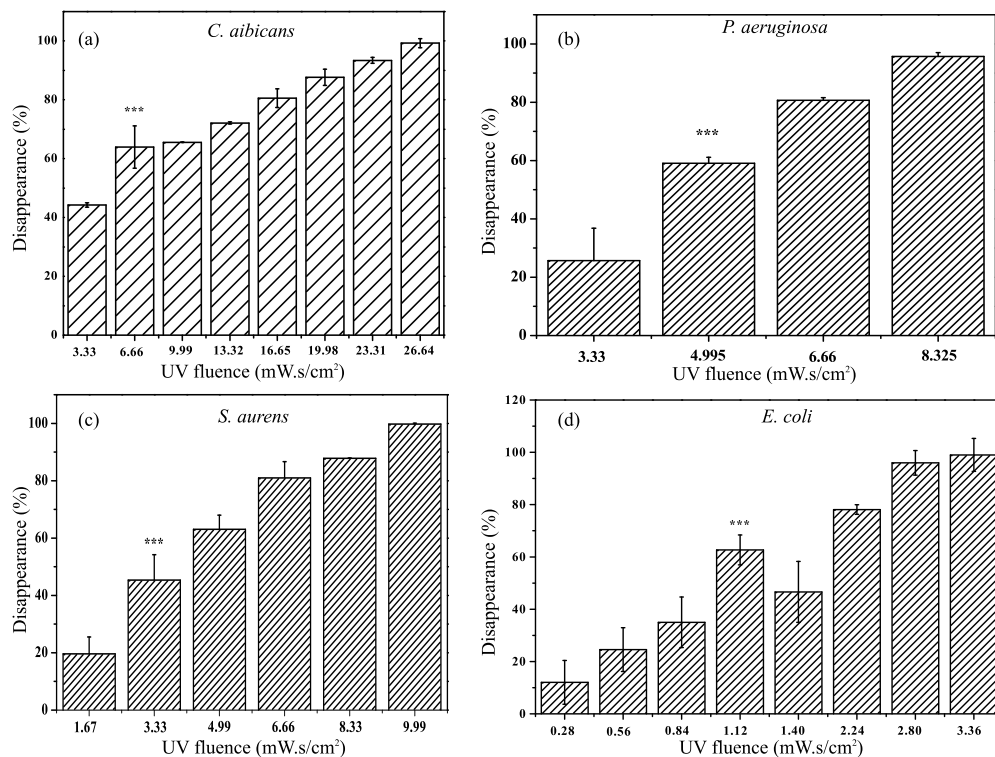 (a)
C. aibicans
Disappearance (%)
100
80
60
40
20
0
***
3.33 6.66 9.99 13.32 16.65 19.98 23.31 26.64
UV fluence (mW.s/cm²)
(b)
P. aeruginosa
Disappearance (%)
100
80
60
40
20
0
***
3.33 4.995 6.66 8.325
UV fluence (mW.s/cm²)
(c)
S. aurens
Disappearance (%)
100
80
60
40
20
0
***
1.67 3.33 4.99 6.66 8.33 9.99
UV fluence (mW.s/cm²)
(d)
E. coli
Disappearance (%)
120
100
80
60
40
20
0
***
0.28 0.56 0.84 1.12 1.40 2.24 2.80 3.36
UV fluence (mW.s/cm²)